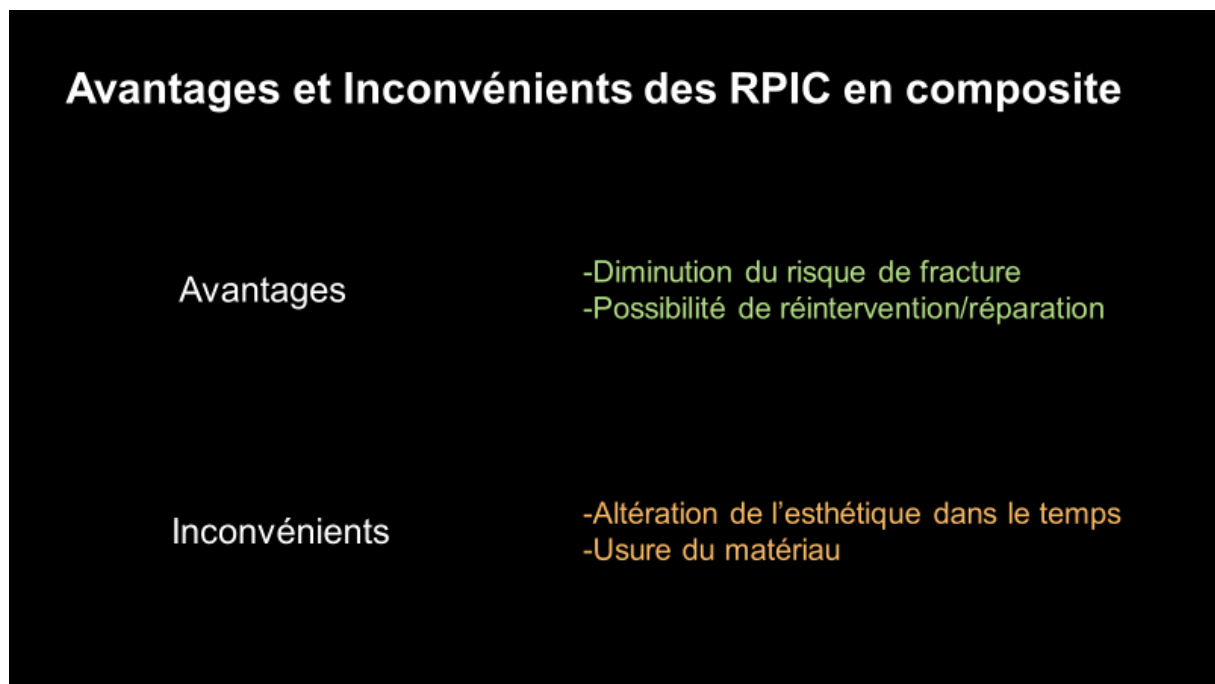 Avantages et Inconvénients des RPIC en composite
Avantages
-Diminution du risque de fracture
-Possibilité de réintervention/réparation
Inconvénients
-Altération de l’esthétique dans le temps
-Usure du matériau